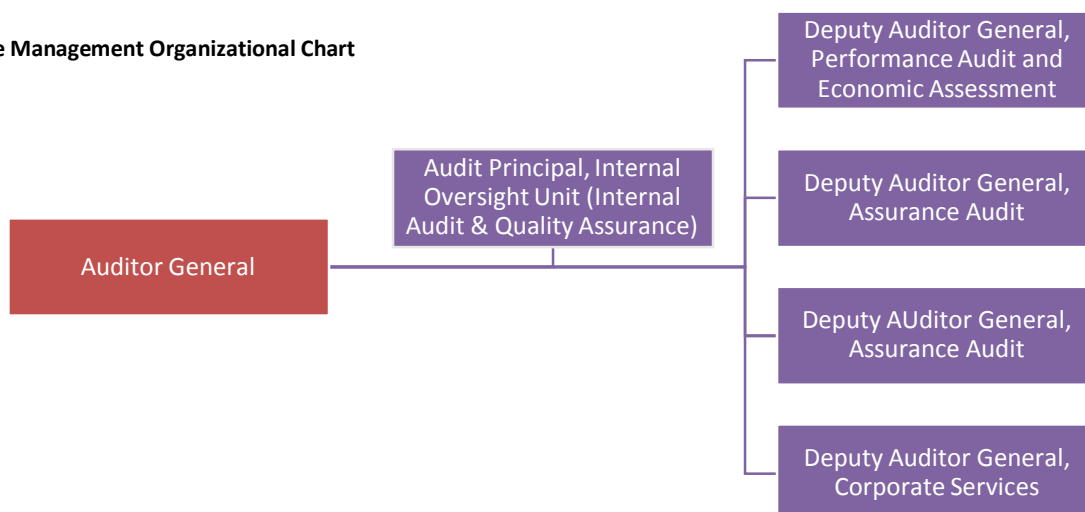 e Management Organizational Chart
Auditor General
Audit Principal, Internal
Oversight Unit (Internal
Audit & Quality Assurance)
Deputy Auditor General,
Performance Audit and
Economic Assessment
Deputy Auditor General,
Assurance Audit
Deputy AUditor General,
Assurance Audit
Deputy Auditor General,
Corporate Services